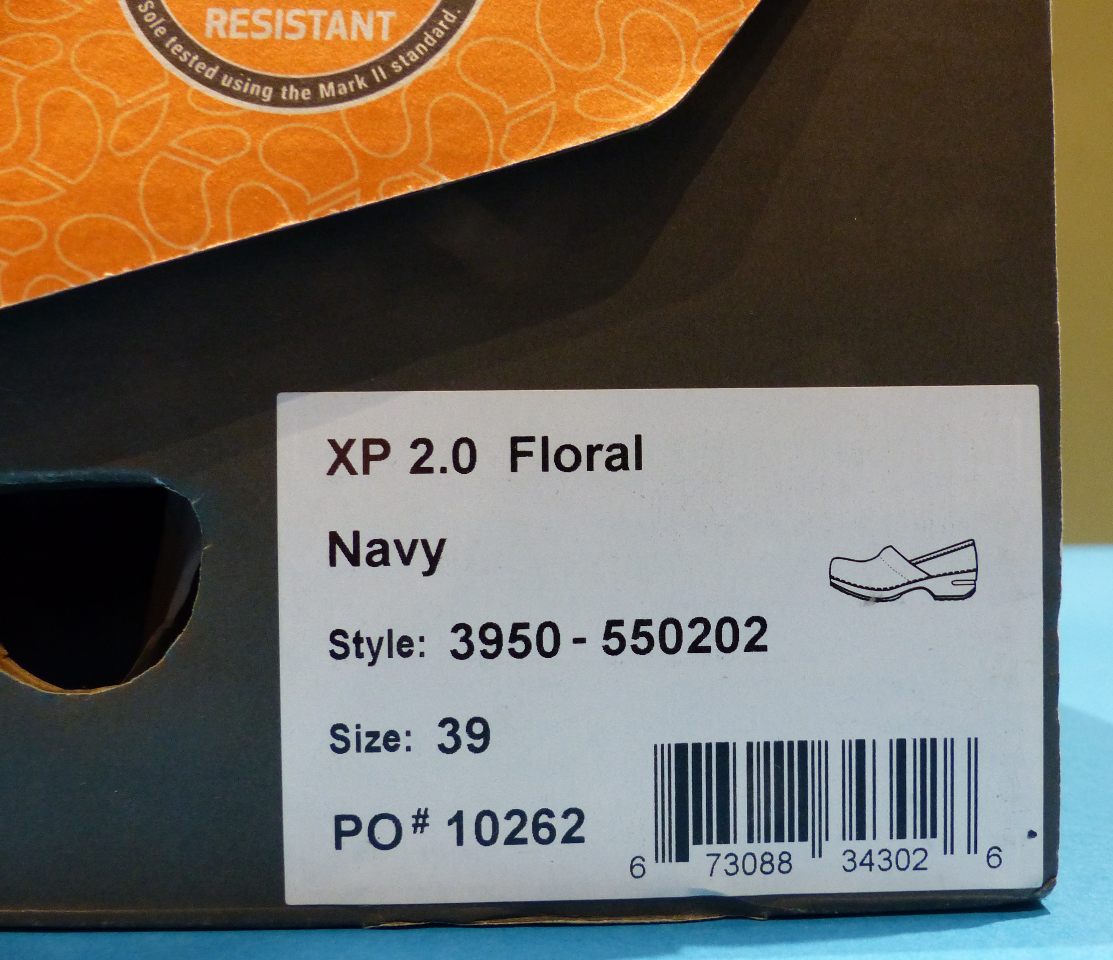 RESISTANT
Sole tested using the Mark II standard.
XP 2.0 Floral
Navy
Style: 3950 - 550202
Size: 39
PO# 10262
6 73088 34302 6